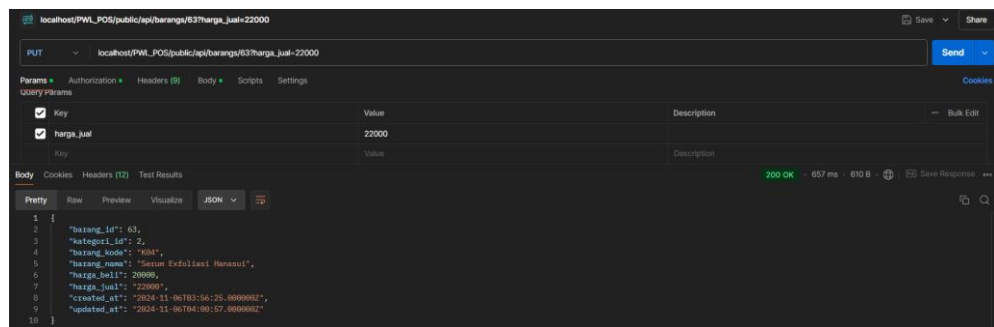 localhost/PWL_POS/public/api/barangs/63?harga_jual=22000
Save
Share
PUT
localhost/PWL_POS/public/api/barangs/63?harga_jual=22000
Send
Params
Authorization
Headers (9)
Body
Scripts
Settings
Cookies
Query Params
Key
Value
Description
Bulk Edit
harga_jual
22000
Key
Value
Description
Body
Cookies
Headers (12)
Test Results
200 OK
657 ms
610 B
Save Response
Pretty
Raw
Preview
Visualize
JSON
1 {
2 "barang_id": 63,
3 "kategori_id": 2,
4 "barang_kode": "K04",
5 "barang_nama": "Serum Exfoliasi Hanasui",
6 "harga_beli": 20000,
7 "harga_jual": "22000",
8 "created_at": "2024-11-06T03:56:25.000000Z",
9 "updated_at": "2024-11-06T04:00:57.000000Z"
10 }